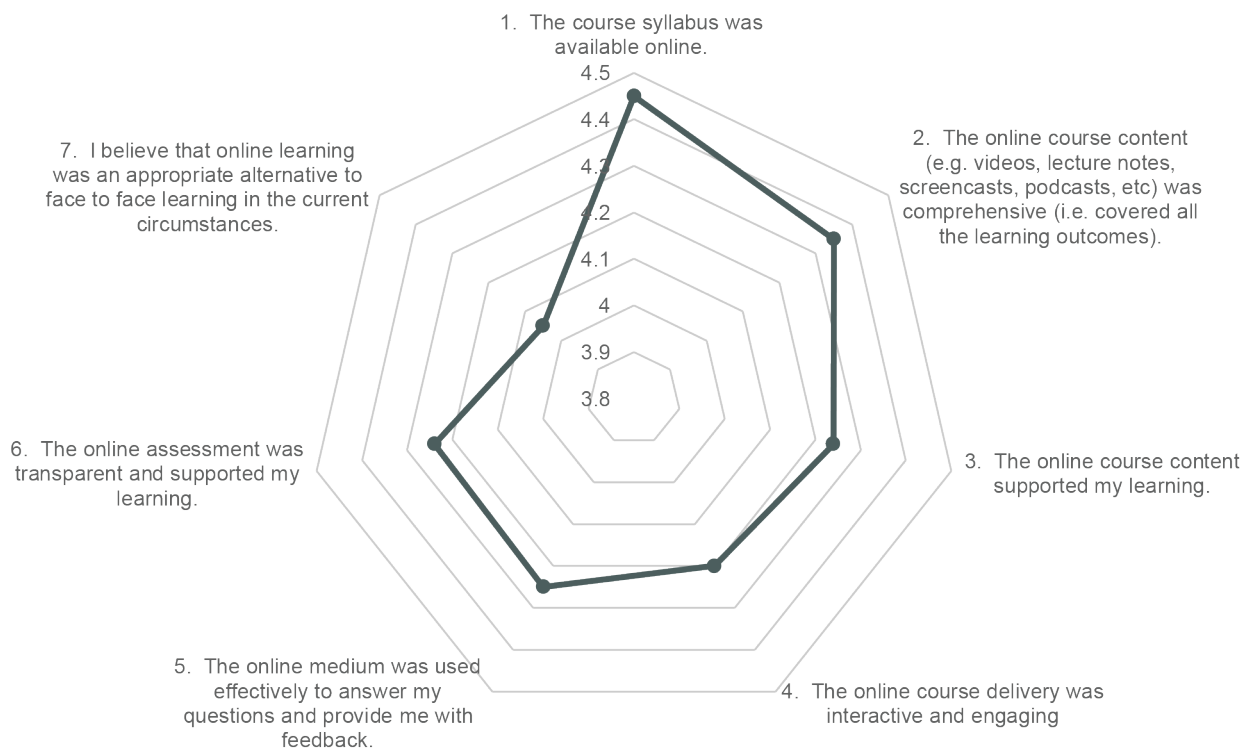 1. The course syllabus was
available online.
4.5
4.4
4.3
4.2
4.1
4
3.9
3.8
2. The online course content
(e.g. videos, lecture notes,
screencasts, podcasts, etc) was
comprehensive (i.e. covered all
the learning outcomes).
3. The online course content
supported my learning.
4. The online course delivery was
interactive and engaging
5. The online medium was used
effectively to answer my
questions and provide me with
feedback.
6. The online assessment was
transparent and supported my
learning.
7. I believe that online learning
was an appropriate alternative to
face to face learning in the current
circumstances.